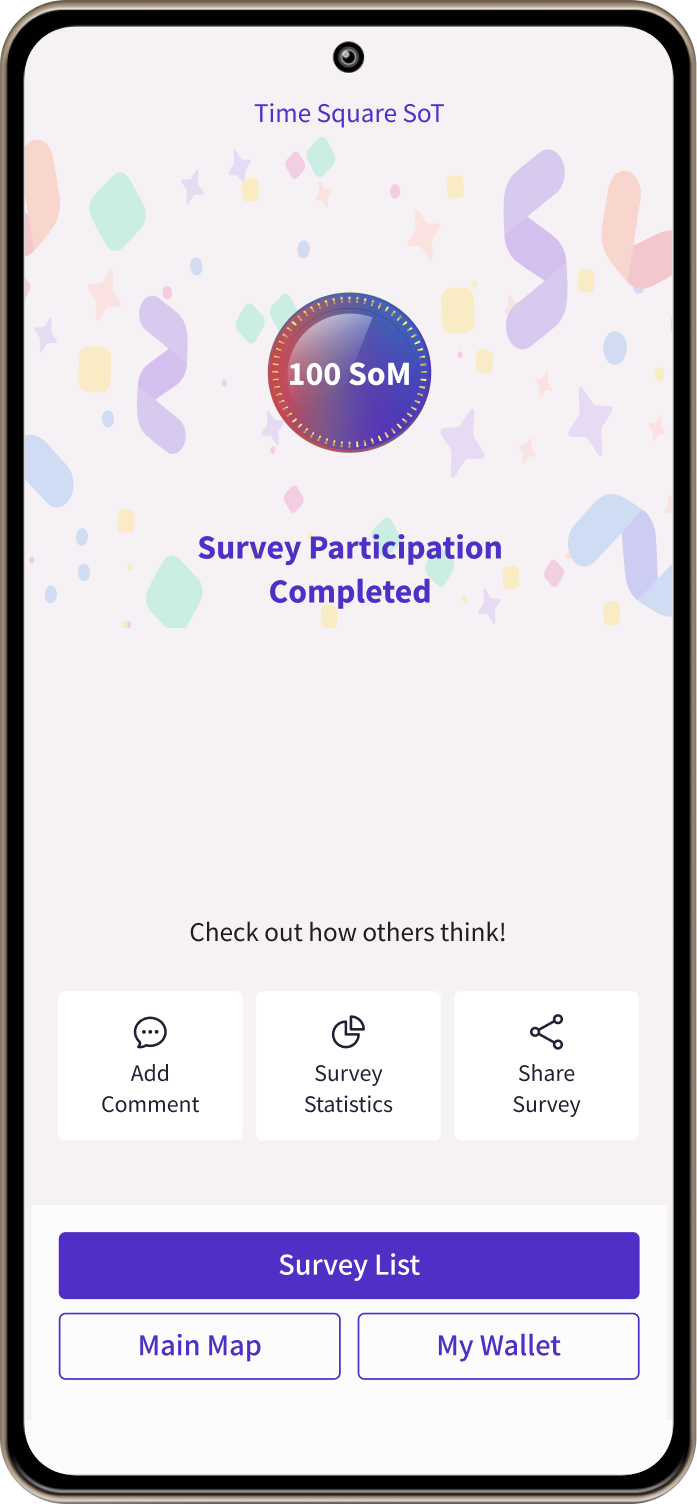 Time Square SoT
100 SoM
Survey Participation
Completed
Check out how others think!
Add
Comment
Survey
Statistics
Share
Survey
Survey List
Main Map
My Wallet